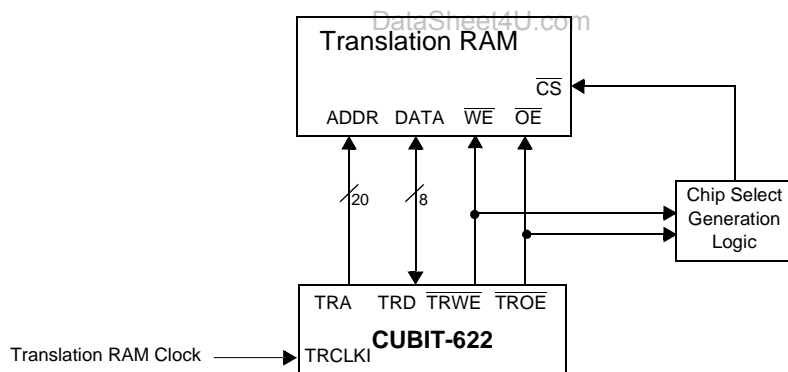 DataSheet4U.com
Translation RAM
CS
ADDR DATA WE OE
20
8
Chip Select
Generation
Logic
TRA TRD TRWE TROE
CUBIT-622
Translation RAM Clock
TRCLKI